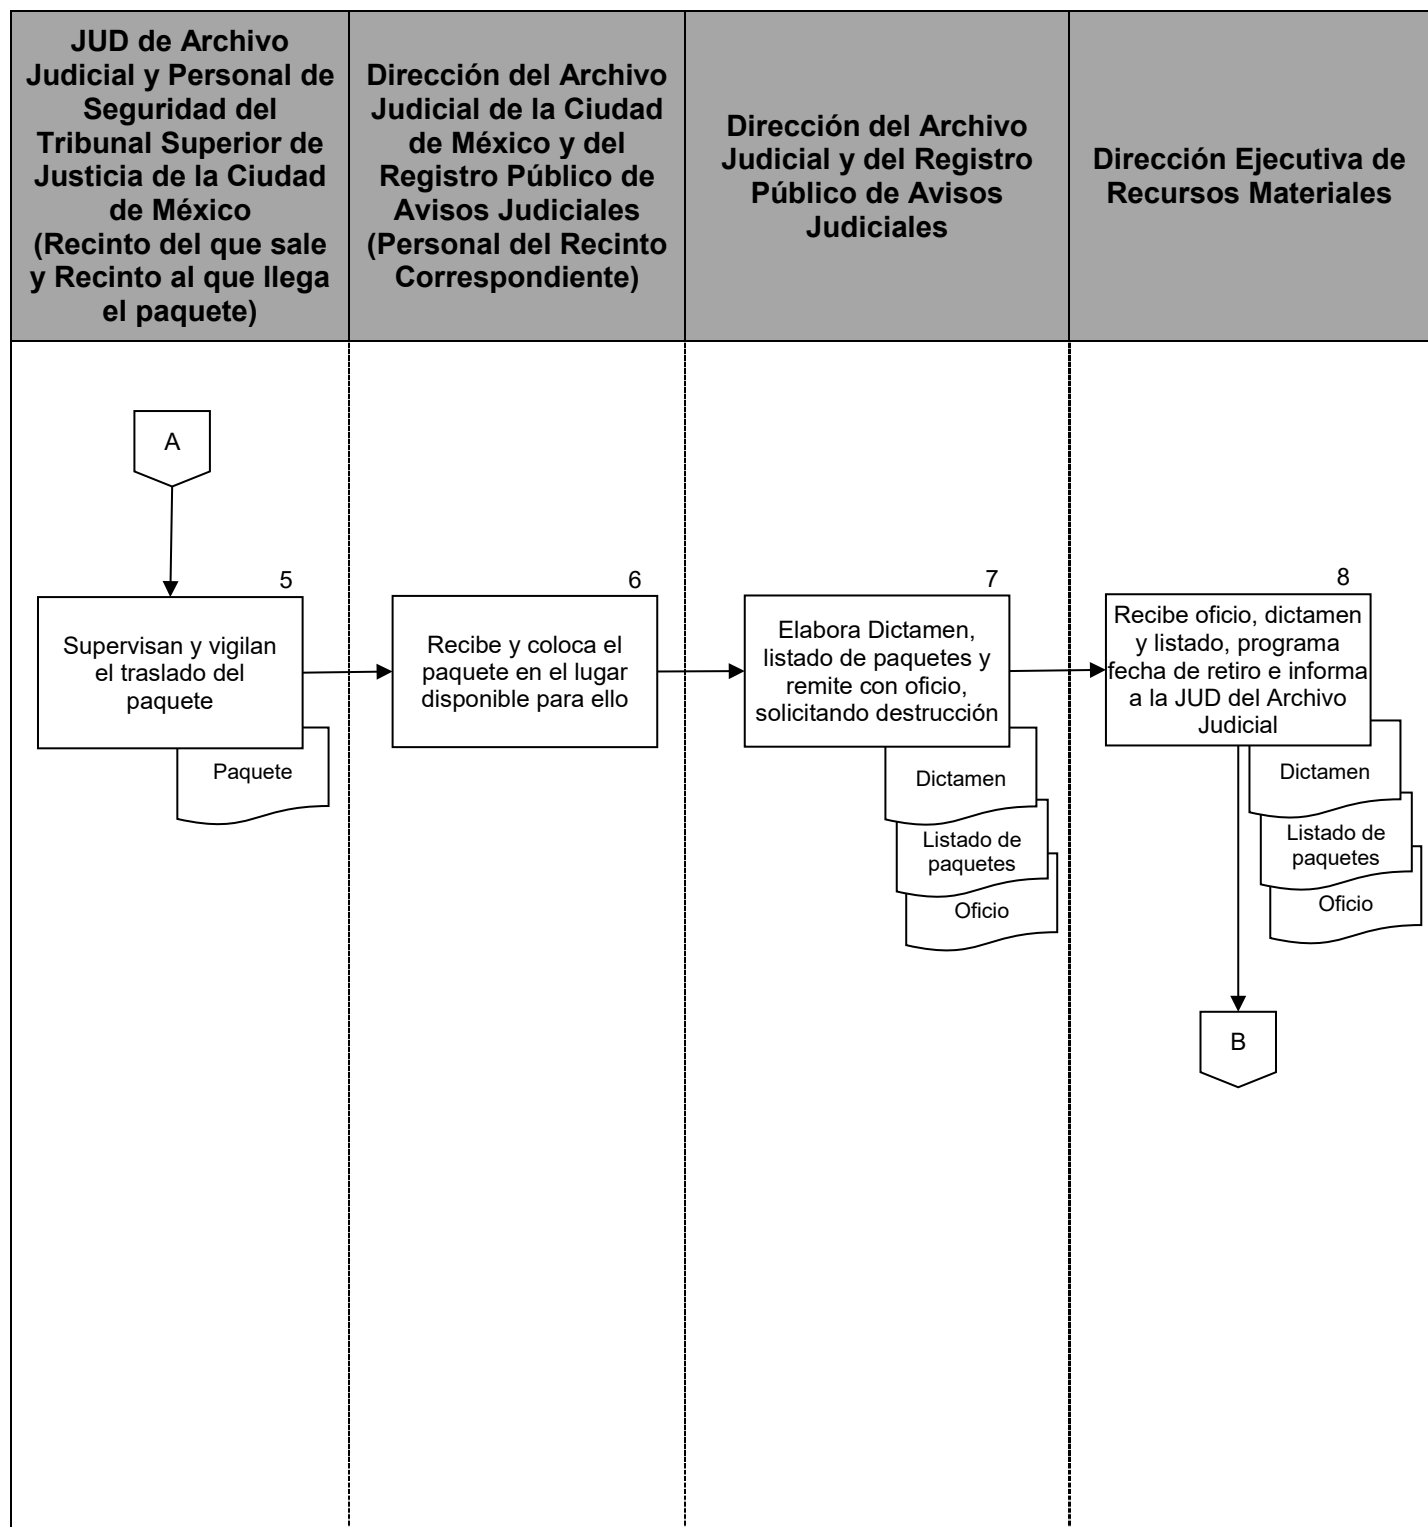 JUD de Archivo
Judicial y Personal de
Seguridad del
Tribunal Superior de
Justicia de la Ciudad
de México
(Recinto del que sale
y Recinto al que llega
el paquete)
Dirección del Archivo
Judicial de la Ciudad
de México y del
Registro Público de
Avisos Judiciales
(Personal del Recinto
Correspondiente)
Dirección del Archivo
Judicial y del Registro
Público de Avisos
Judiciales
Dirección Ejecutiva de
Recursos Materiales
A
5
Supervisan y vigilan
el traslado del
paquete
Paquete
6
Recibe y coloca el
paquete en el lugar
disponible para ello
7
Elabora Dictamen,
listado de paquetes y
remite con oficio,
solicitando destrucción
Dictamen
Listado de
paquetes
Oficio
8
Recibe oficio, dictamen
y listado, programa
fecha de retiro e informa
a la JUD del Archivo
Judicial
Dictamen
Listado de
paquetes
Oficio
B